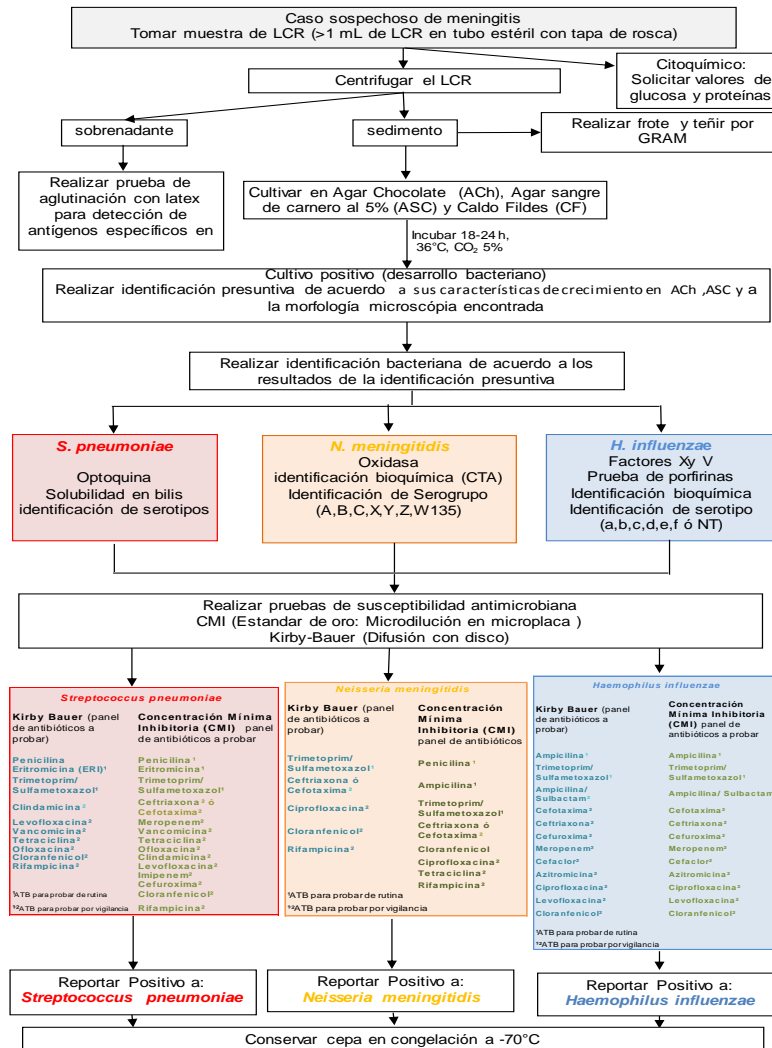 Caso sospechoso de meningitis
Tomar muestra de LCR (>1 mL de LCR en tubo estéril con tapa de rosca)
Citoquímico:
Solicitar valores de
glucosa y proteínas
Centrifugar el LCR
sobrenadante
sedimento
Realizar frote y teñir por
GRAM
Realizar prueba de
aglutinación con latex
para detección de
antígenos específicos en
Cultivar en Agar Chocolate (ACh), Agar sangre
de carnero al 5% (ASC) y Caldo Fildes (CF)
Incubar 18-24 h,
36°C, CO₂ 5%
Cultivo positivo (desarrollo bacteriano)
Realizar identificación presuntiva de acuerdo a sus características de crecimiento en ACh ,ASC y a
la morfología microscópia encontrada
Realizar identificación bacteriana de acuerdo a los
resultados de la identificación presuntiva
S. pneumoniae
Optoquina
Solubilidad en bilis
identificación de serotipos
N. meningitidis
Oxidasa
identificación bioquímica (CTA)
Identificación de Serogrupo
(A,B,C,X,Y,Z,W135)
H. influenzae
Factores Xy V
Prueba de porfirinas
Identificación bioquímica
Identificación de serotipo
(a,b,c,d,e,f ó NT)
Realizar pruebas de susceptibilidad antimicrobiana
CMI (Estandar de oro: Microdilución en microplaca )
Kirby-Bauer (Difusión con disco)
Streptococcus pneumoniae
Kirby Bauer (panel
de antibióticos a
probar)
Penicilina
Eritromicina (ERI)¹
Trimetoprim/
Sulfametoxazol¹
Clindamicina ²
Levofloxacina²
Vancomicina²
Tetraciclina²
Ofloxacina²
Cloranfenicol²
Rifampicina²
¹ATB para probar de rutina
¹²ATB para probar por vigilancia
Concentración Mínima
Inhibitoria (CMI) panel
de antibióticos a probar
Penicilina ¹
Eritromicina¹
Trimetoprim/
Sulfametoxazol¹
Ceftriaxona² ó
Cefotaxima²
Meropenem²
Vancomicina²
Tetraciclina²
Ofloxacina²
Clindamicina²
Levofloxacina²
Imipenem²
Cefuroxima²
Cloranfenicol²
Rifampicina²
Neisseria meningitidis
Kirby Bauer (panel
de antibióticos a
probar)
Trimetoprim/
Sulfametoxazol¹
Ceftriaxona ó
Cefotaxima ²
Ciprofloxacina²
Cloranfenicol²
Rifampicina²
¹ATB para probar de rutina
¹²ATB para probar por vigilancia
Concentración
Mínima
Inhibitoria (CMI)
panel de antibióticos
Penicilina ¹
Ampicilina¹
Trimetoprim/
Sulfametoxazol¹
Ceftriaxona ó
Cefotaxima ²
Cloranfenicol
Ciprofloxacina²
Tetraciclina²
Rifampicina²
Haemophilus influenzae
Kirby Bauer (panel
de antibióticos a
probar)
Ampicilina ¹
Trimetoprim/
Sulfametoxazol¹
Ampicilina/
Sulbactam²
Cefotaxima²
Ceftriaxona²
Cefuroxima²
Meropenem²
Cefaclor²
Azitromicina²
Ciprofloxacina²
Levofloxacina²
Cloranfenicol²
¹ATB para probar de rutina
¹²ATB para probar por vigilancia
Concentración
Mínima Inhibitoria (CMI)
panel de antibióticos a
probar
Ampicilina¹
Trimetoprim/
Sulfametoxazol¹
Ampicilina/ Sulbactam
Cefotaxima²
Ceftriaxona²
Cefuroxima²
Meropenem²
Cefaclor²
Azitromicina²
Ciprofloxacina²
Levofloxacina²
Cloranfenicol²
Reportar Positivo a:
Streptococcus pneumoniae
Reportar Positivo a:
Neisseria meningitidis
Reportar Positivo a:
Haemophilus influenzae
Conservar cepa en congelación a -70°C